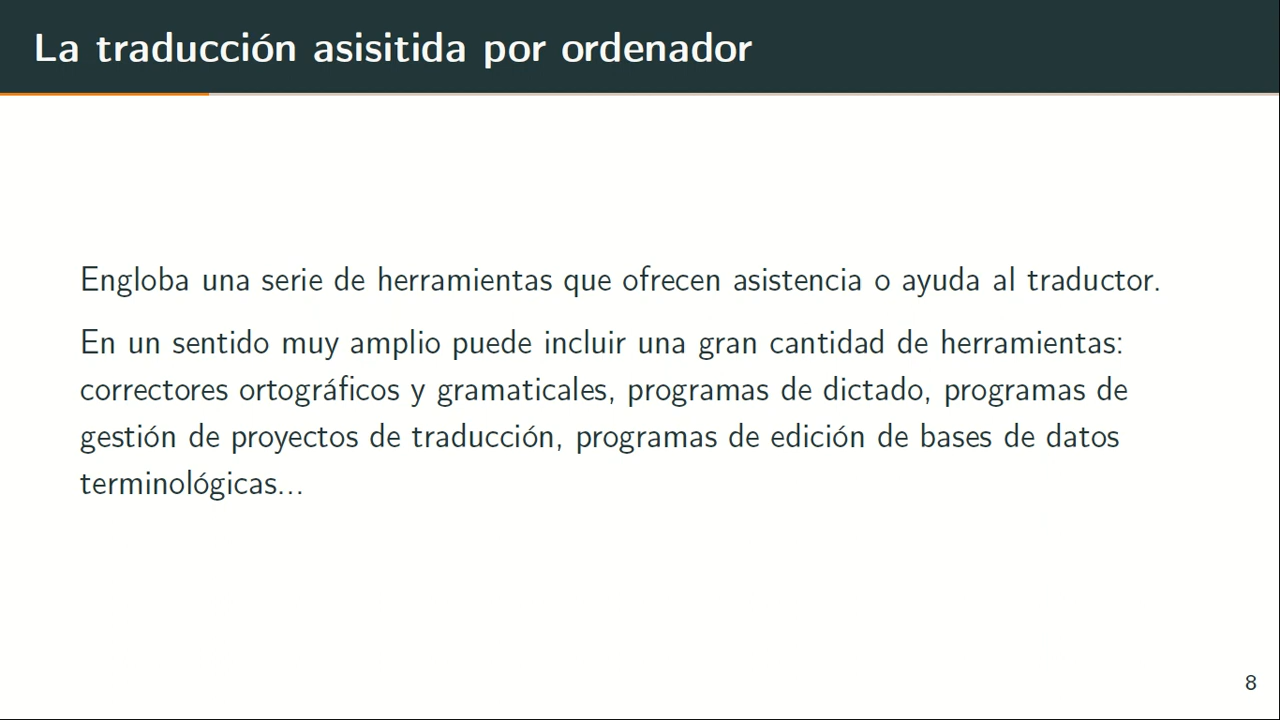 La traducción asisitida por ordenador
Engloba una serie de herramientas que ofrecen asistencia o ayuda al traductor.
En un sentido muy amplio puede incluir una gran cantidad de herramientas:
correctores ortográficos y gramaticales, programas de dictado, programas de
gestión de proyectos de traducción, programas de edición de bases de datos
terminológicas...
8